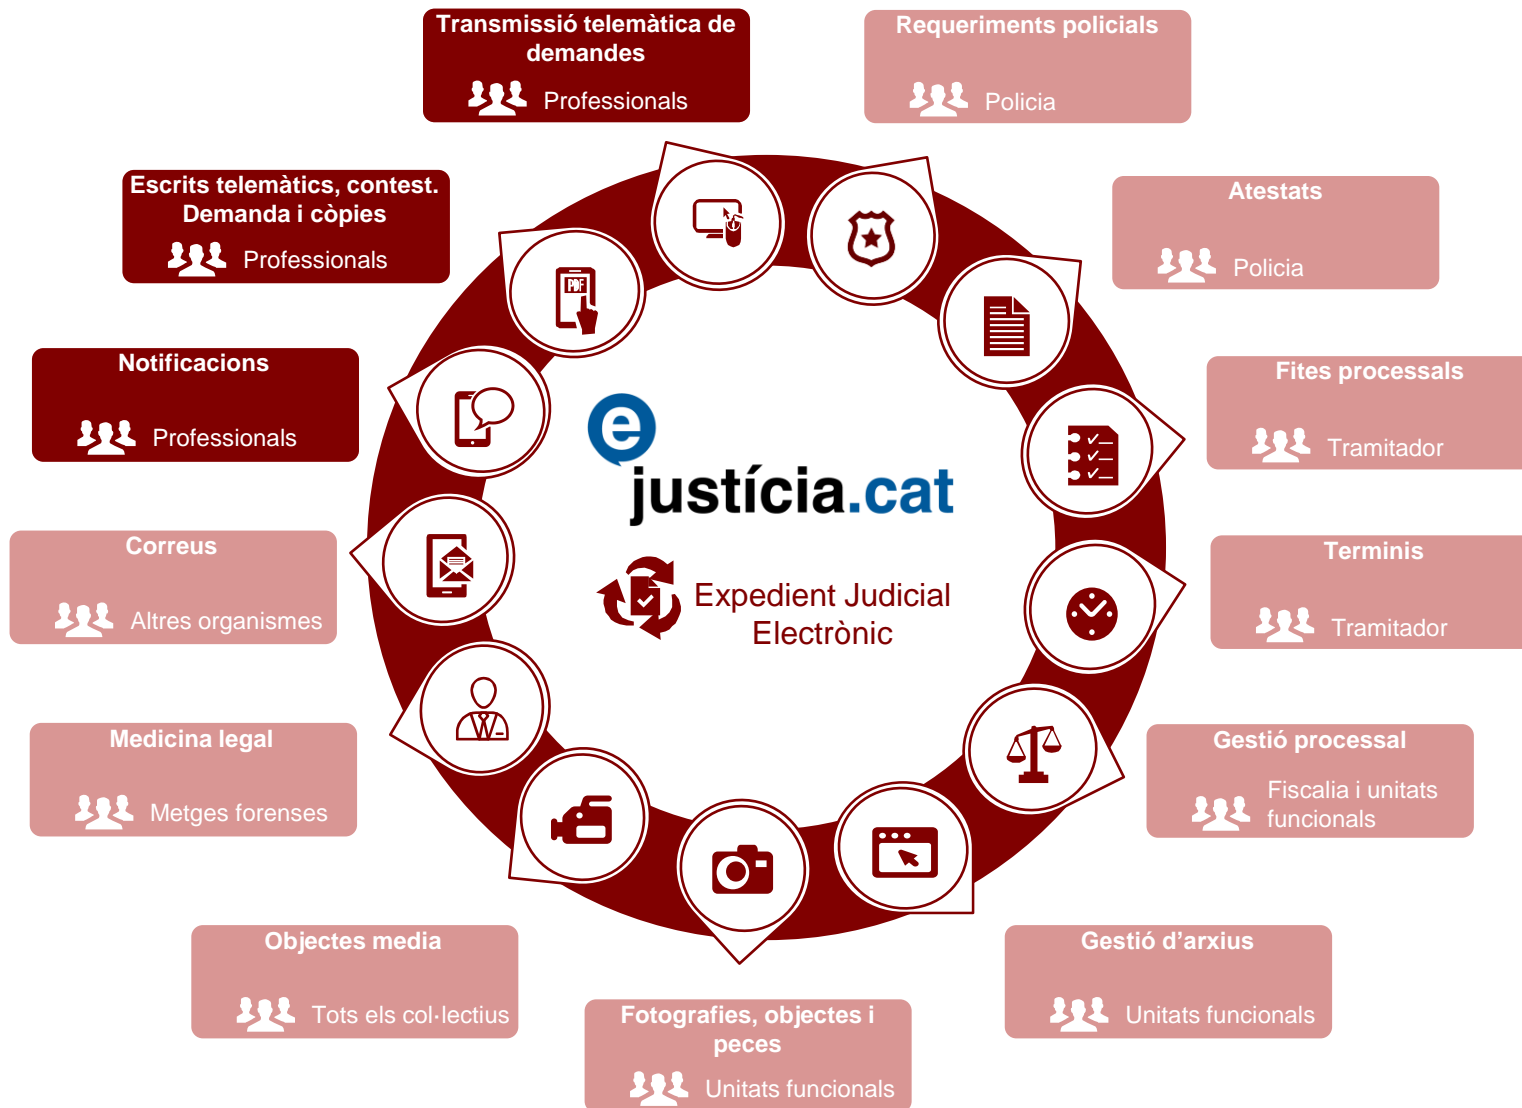 Transmissió telemàtica de
demandes
Professionals
Requeriments policials
Policia
Escrits telemàtics, contest.
Demanda i còpies
Professionals
Atestats
Policia
PDF
Notificacions
Professionals
Fites processals
Tramitador
e
justícia.cat
Correus
Altres organismes
Terminis
Tramitador
Expedient Judicial
Electrònic
Medicina legal
Metges forenses
Gestió processal
Fiscalia i unitats
funcionals
Objectes media
Tots els col·lectius
Gestió d’arxius
Unitats funcionals
Fotografies, objectes i
peces
Unitats funcionals